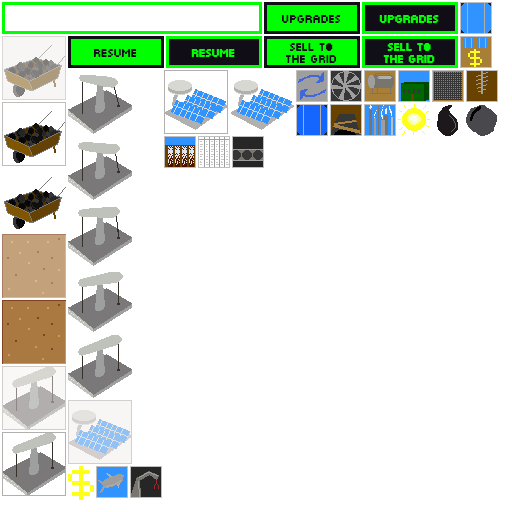 UPGRADES
UPGRADES
RESUME
RESUME
SELL TO
THE GRID
SELL TO
THE GRID
$
$